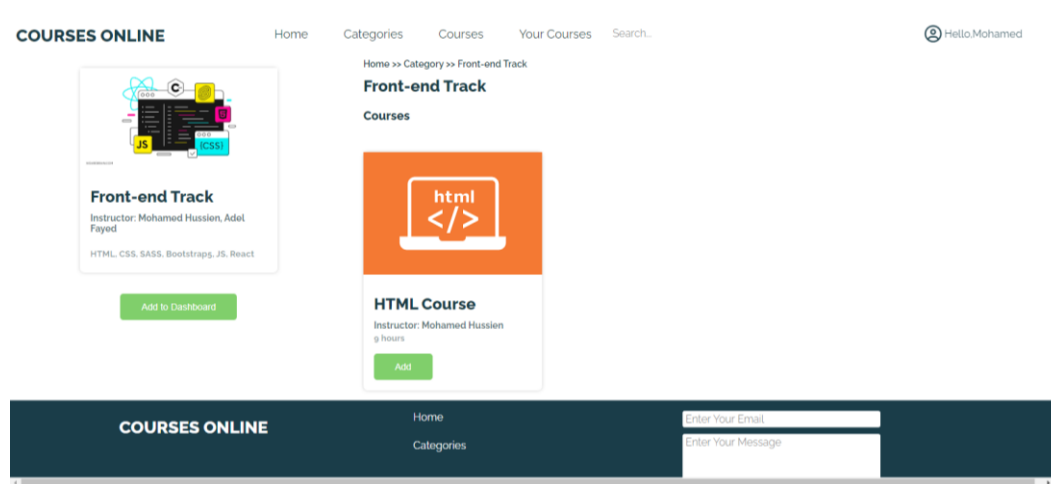 COURSES ONLINE
Home
Categories
Courses
Your Courses
Search..
Hello,Mohamed
Home >> Category >> Front-end Track
Front-end Track
Courses
C
JS
{CSS}
Front-end Track
Instructor: Mohamed Hussien, Adel
Fayed
HTML, CSS, SASS, Bootstrap5, JS, React
Add to Dashboard
html
</>
HTML Course
Instructor: Mohamed Hussien
9 hours
Add
COURSES ONLINE
Home
Categories
Enter Your Email
Enter Your Message